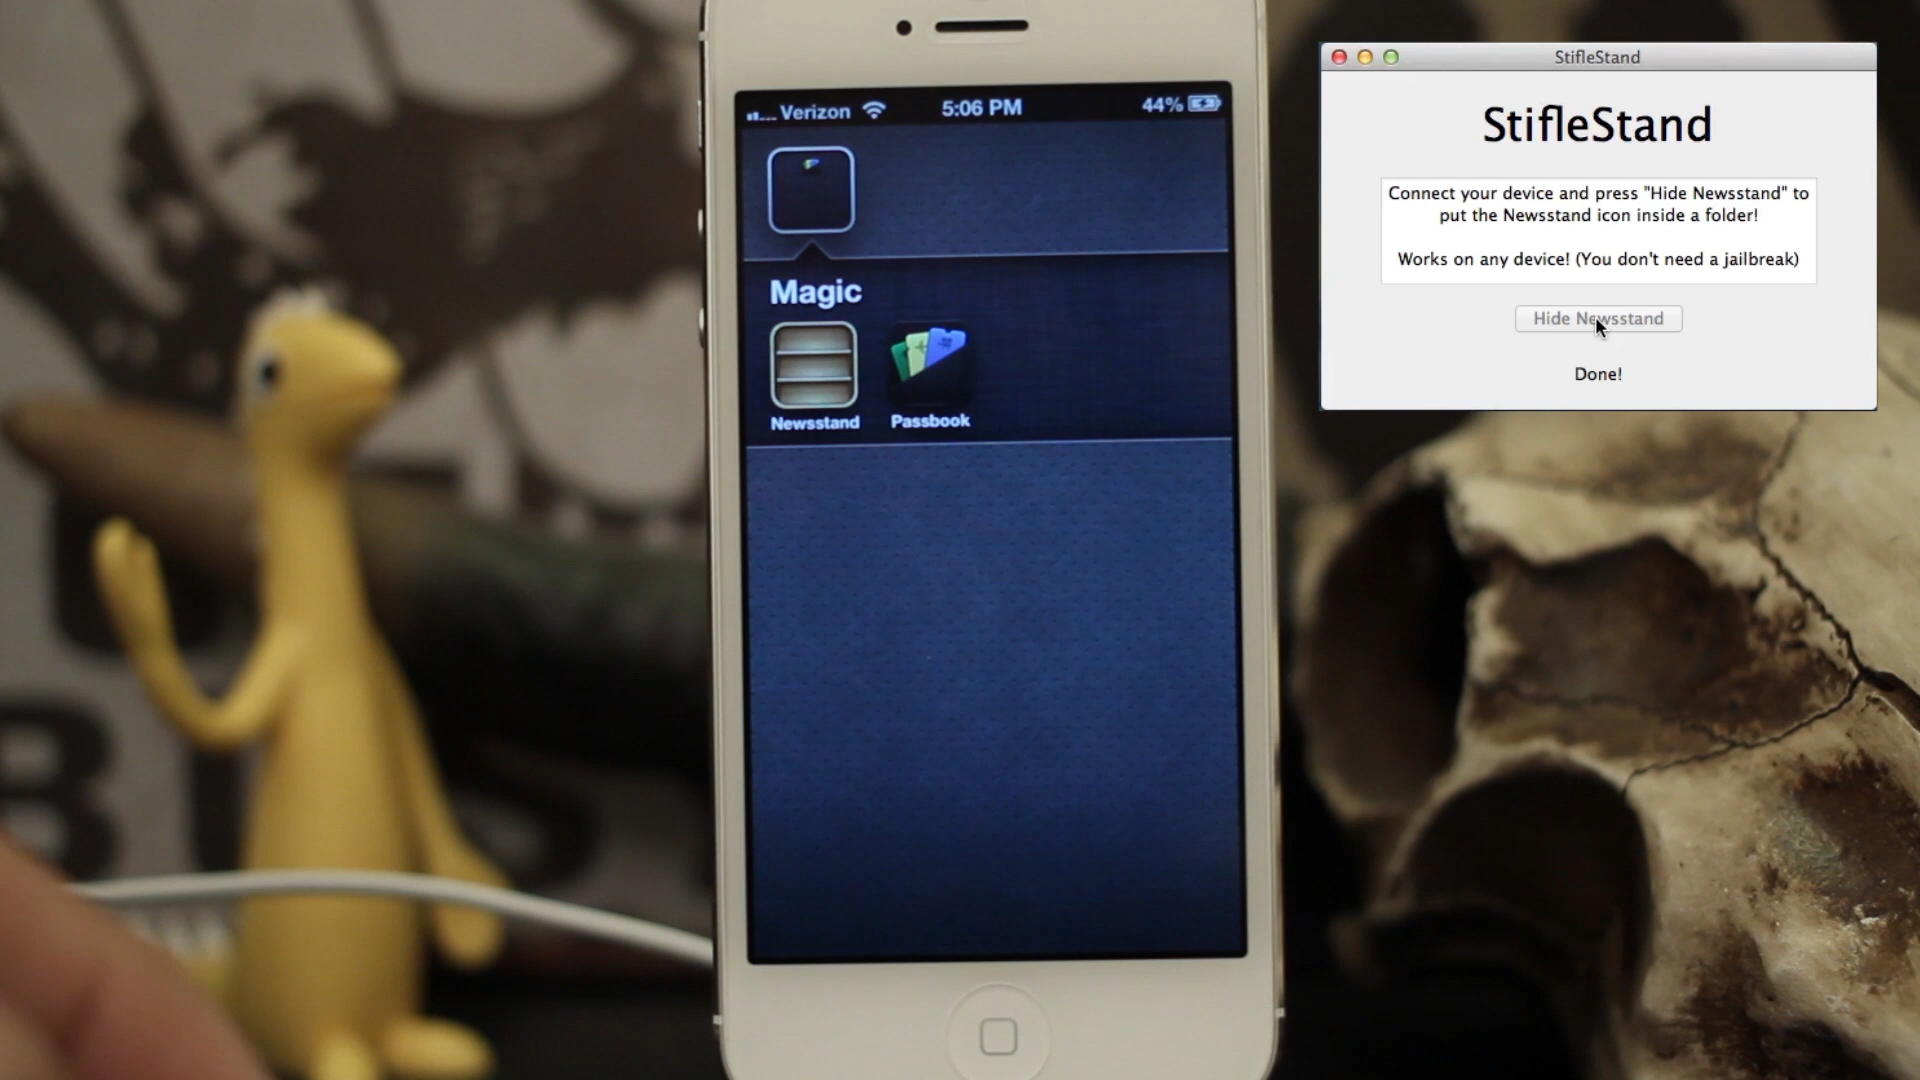 Verizon 5:06 PM 44%
Magic
Newsstand Passbook
StifleStand
StifleStand
Connect your device and press "Hide Newsstand" to
put the Newsstand icon inside a folder!
Works on any device! (You don't need a jailbreak)
Hide Newsstand
Done!